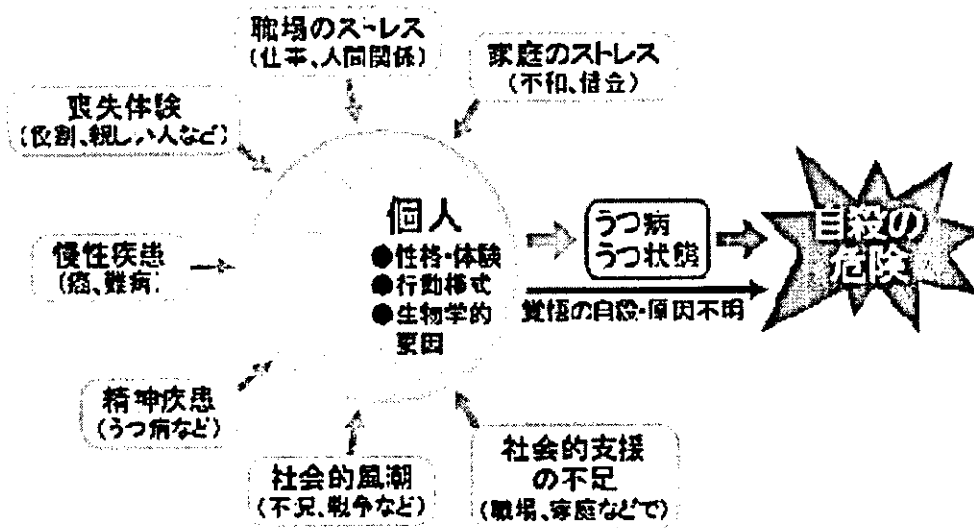 職場のストレス
(仕事、人間関係)
家庭のストレス
(不和、借金)
喪失体験
(役割、親しい人など)
慢性疾患
(癌、難病)
精神疾患
(うつ病など)
社会的風潮
(不況、戦争など)
社会的支援
の不足
(職場、家庭などで)
個人
●性格・体験
●行動様式
●生物学的
要因
うつ病
うつ状態
覚悟の自殺・原因不明
自殺の
危険